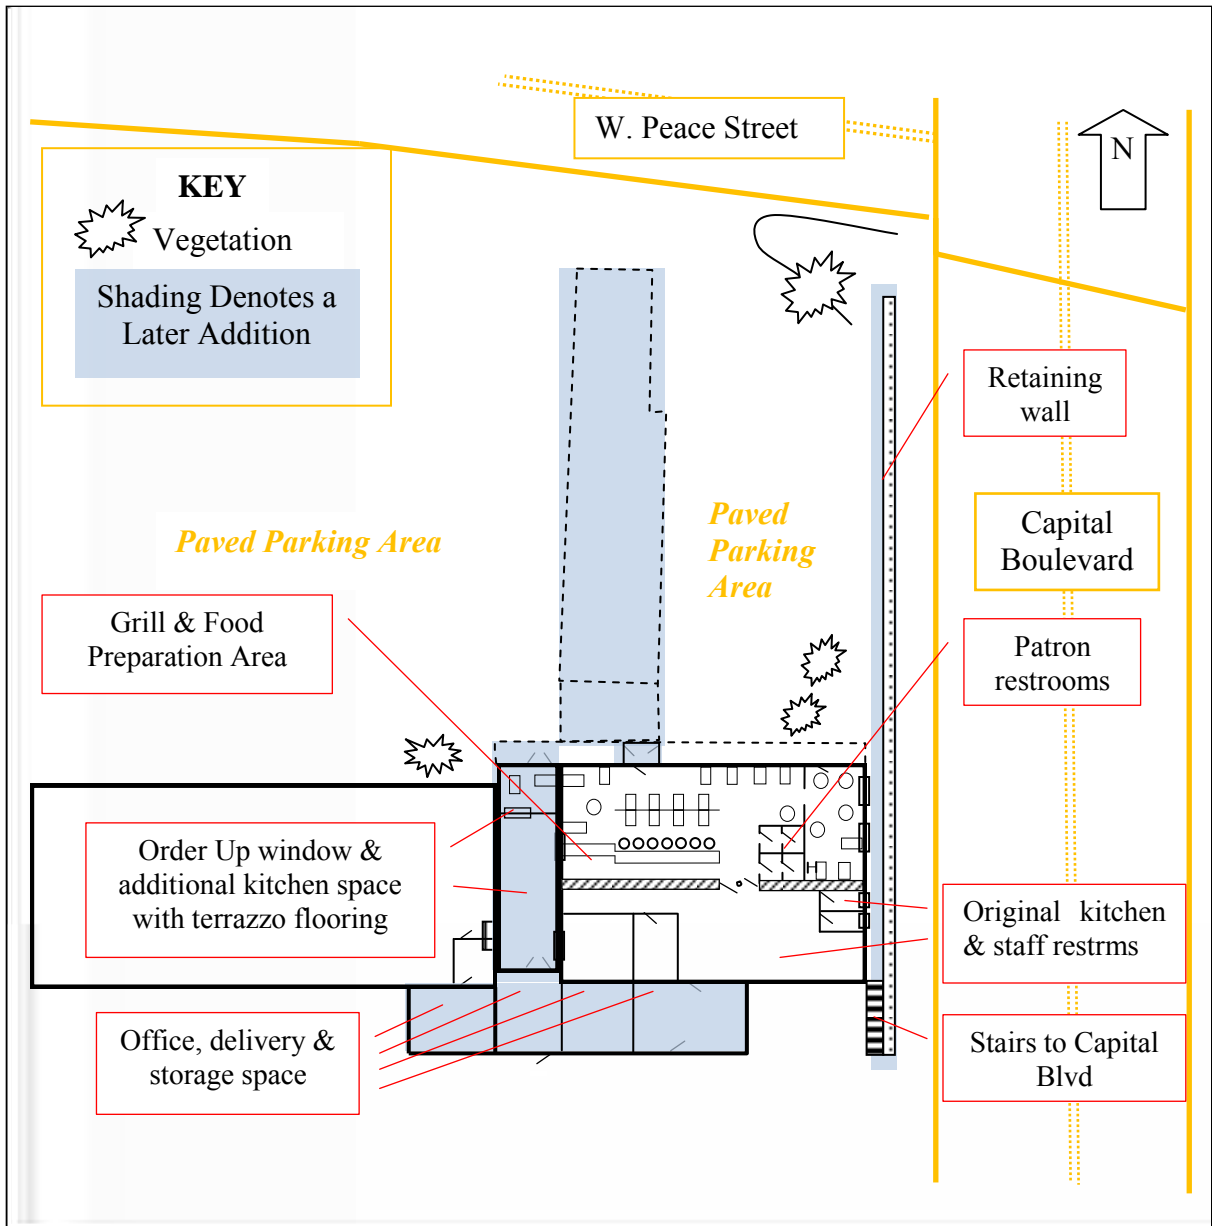 W. Peace Street
N
KEY
Vegetation
Shading Denotes a
Later Addition
Retaining
wall
Capital
Boulevard
Paved Parking Area
Paved
Parking
Area
Grill & Food
Preparation Area
Patron
restrooms
Order Up window &
additional kitchen space
with terrazzo flooring
Original kitchen
& staff restrms
Office, delivery &
storage space
Stairs to Capital
Blvd